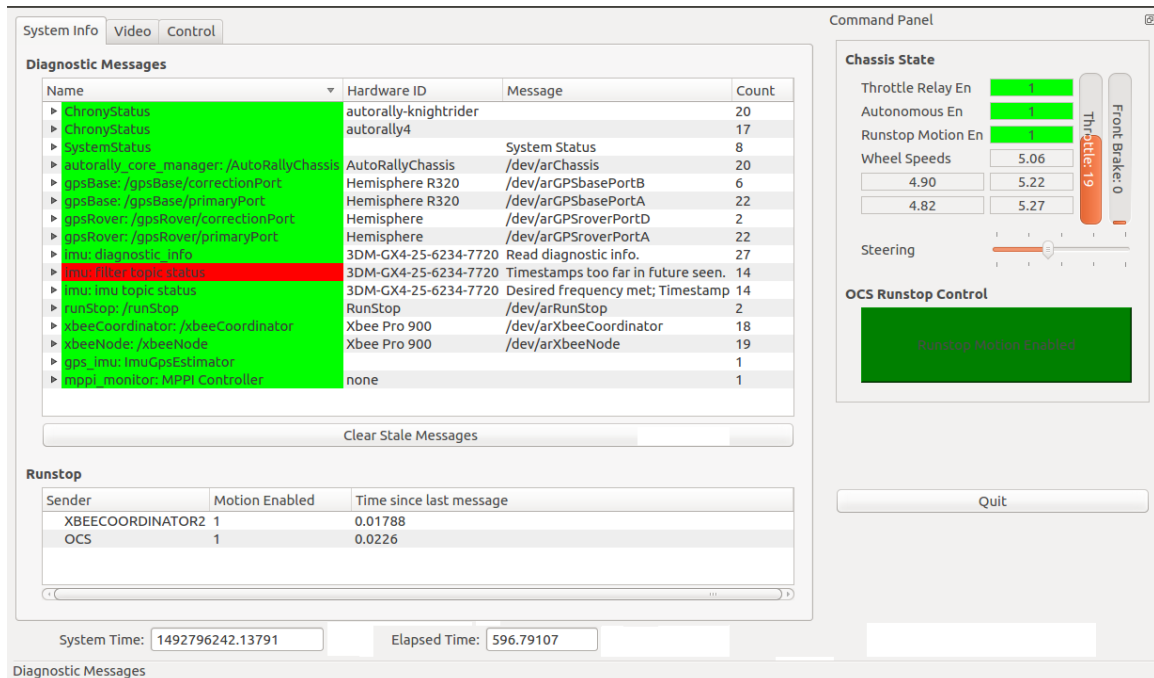 System Info Video Control
Command Panel
Diagnostic Messages
Name Hardware ID Message Count
ChronyStatus autorally-knightrider 20
ChronyStatus autorally4 17
SystemStatus System Status 8
autorally_core_manager: /AutoRallyChassis AutoRallyChassis /dev/arChassis 20
gpsBase: /gpsBase/correctionPort Hemisphere R320 /dev/arGPSbasePortB 6
gpsBase: /gpsBase/primaryPort Hemisphere R320 /dev/arGPSbasePortA 22
gpsRover: /gpsRover/correctionPort Hemisphere /dev/arGPSroverPortD 2
gpsRover: /gpsRover/primaryPort Hemisphere /dev/arGPSroverPortA 22
imu: diagnostic_info 3DM-GX4-25-6234-7720 Read diagnostic info. 27
imu: filter topic status 3DM-GX4-25-6234-7720 Timestamps too far in future seen. 14
imu: imu topic status 3DM-GX4-25-6234-7720 Desired frequency met; Timestamp 14
runStop: /runStop RunStop /dev/arRunStop 2
xbeeCoordinator: /xbeeCoordinator Xbee Pro 900 /dev/arXbeeCoordinator 18
xbeeNode: /xbeeNode Xbee Pro 900 /dev/arXbeeNode 19
gps_imu: ImuGpsEstimator 1
mppi_monitor: MPPI Controller none 1
Clear Stale Messages
Runstop
Sender Motion Enabled Time since last message
XBEECOORDINATOR2 1 0.01788
OCS 1 0.0226
System Time: 1492796242.13791 Elapsed Time: 596.79107
Diagnostic Messages
Chassis State
Throttle Relay En 1
Autonomous En 1
Runstop Motion En 1
Wheel Speeds 5.06
4.90 5.22
4.82 5.27
Throttle: 19
Front Brake: 0
Steering
OCS Runstop Control
Runstop Motion Enabled
Quit